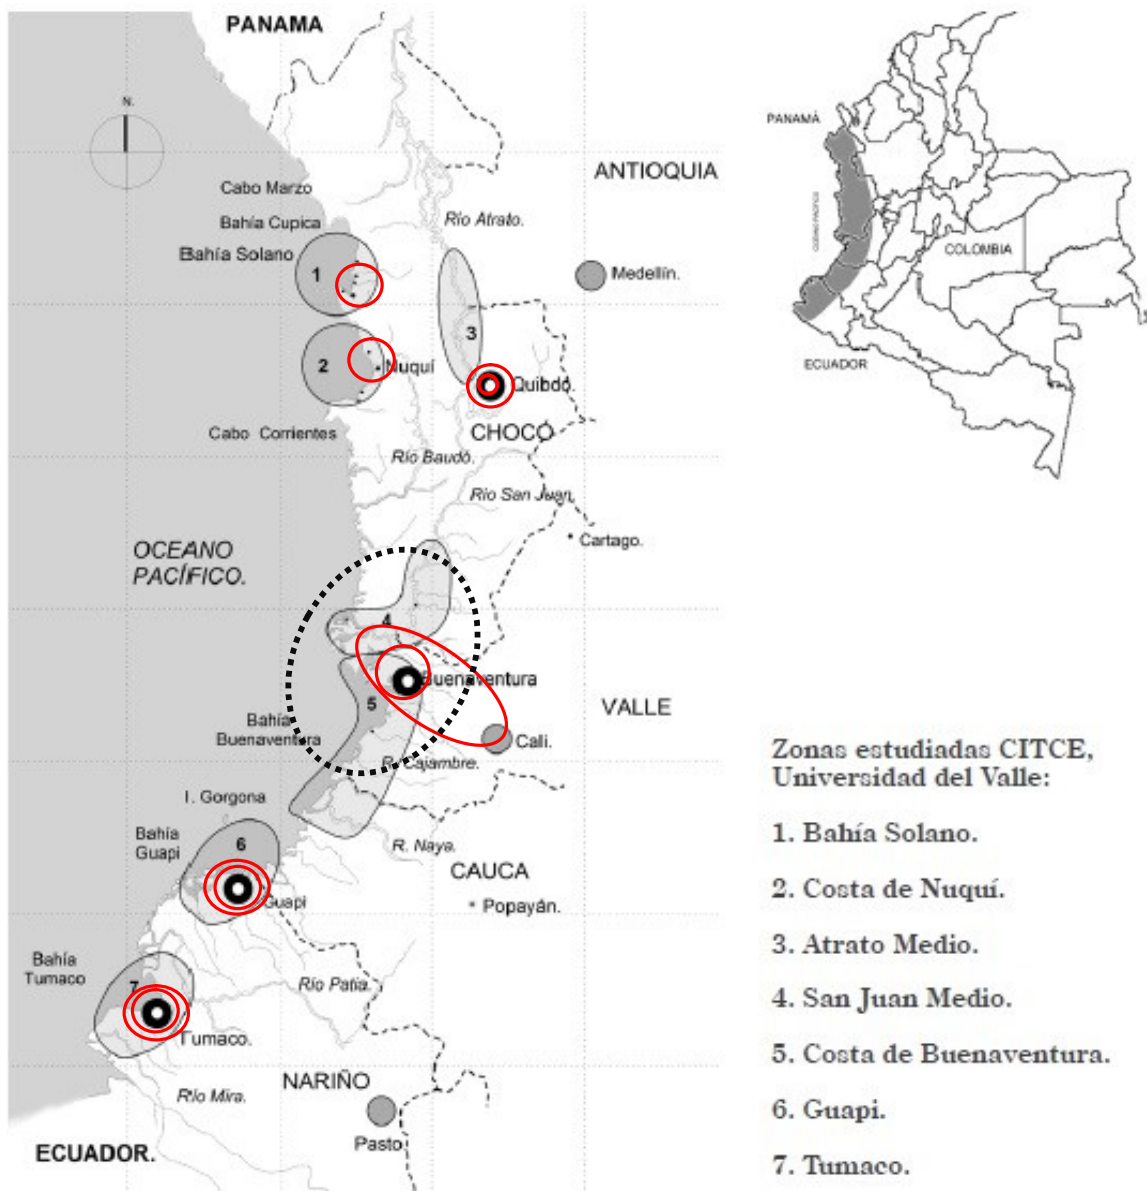 PANAMA
N.
ANTIOQUIA
Cabo Marzo
Bahía Cupica
Río Atrato.
Bahía Solano
1
Medellín.
3
2
Nuquí
Quibdó.
CHOCÓ
Cabo Corrientes
Río Baudó.
Río San Juan.
Cartago.
OCEANO
PACÍFICO.
4
Buenaventura
5
VALLE
Bahía
Buenaventura
Cali.
R. Cajambre.
I. Gorgona
Bahía
Guapi
6
R. Naya.
CAUCA
Guapi
Popayán.
Bahía
Tumaco
7
Río Patia.
Tumaco.
NARIÑO
Río Mira.
Pasto
ECUADOR.
PANAMÁ
OCEANO PACÍFICO
COLOMBIA
ECUADOR
Zonas estudiadas CITCE,
Universidad del Valle:
1. Bahía Solano.
2. Costa de Nuquí.
3. Atrato Medio.
4. San Juan Medio.
5. Costa de Buenaventura.
6. Guapi.
7. Tumaco.